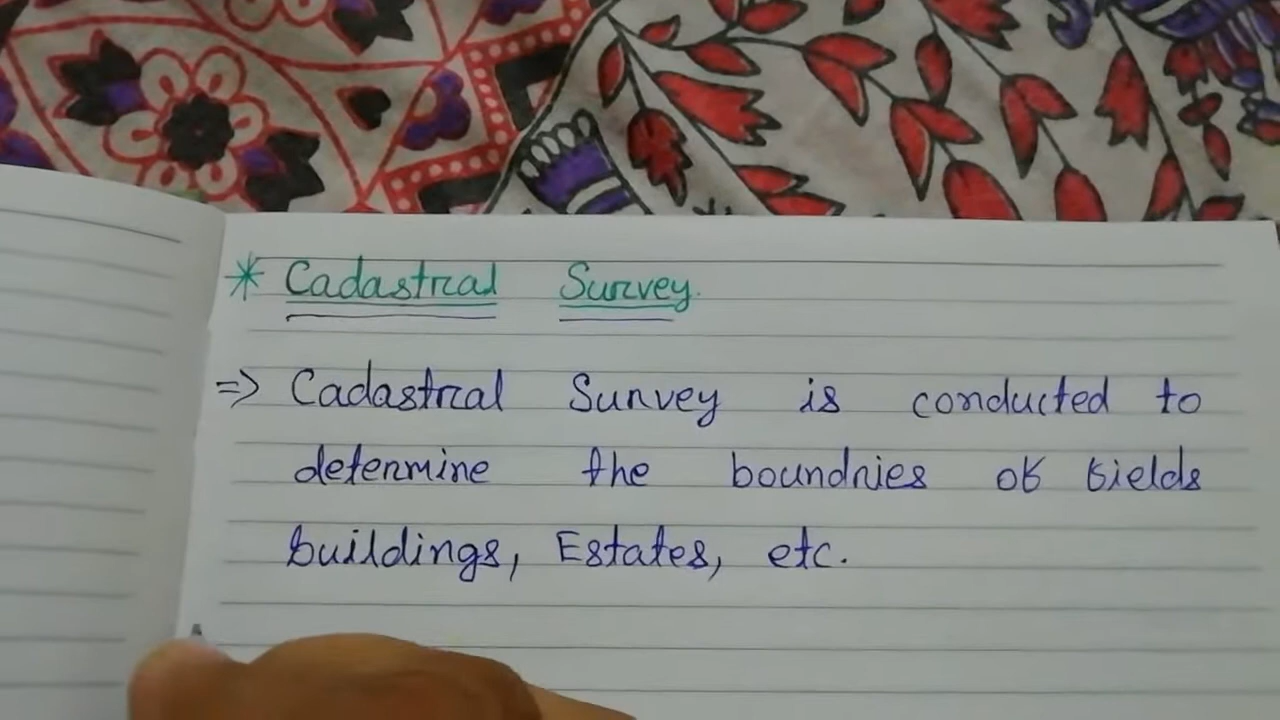 * Cadastral Survey.
=> Cadastral Survey is conducted to
determine the boundries of fields
buildings, Estates, etc.